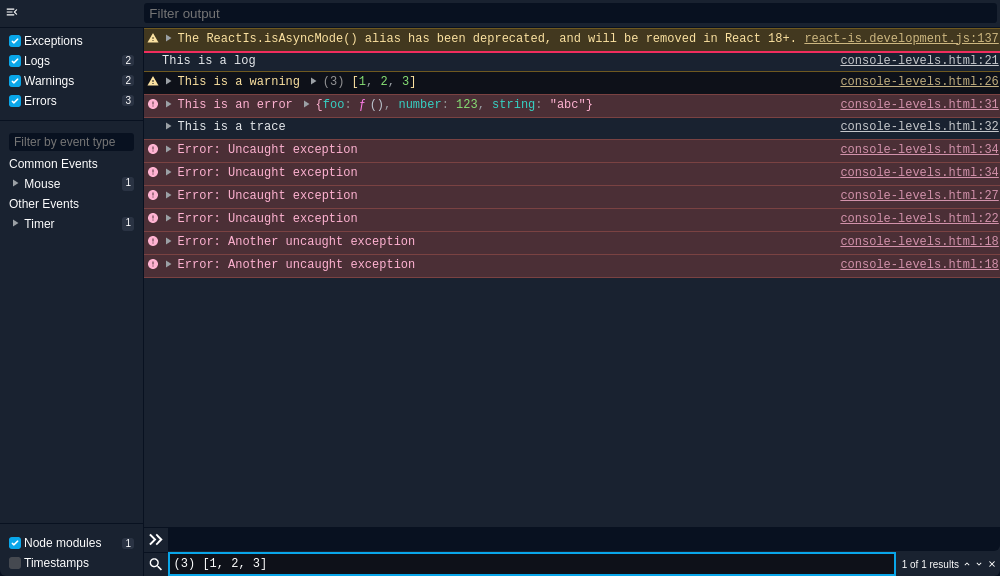 Filter output
Exceptions
Logs 2
Warnings 2
Errors 3
Filter by event type
Common Events
Mouse 1
Other Events
Timer 1
Node modules 1
Timestamps
The ReactIs.isAsyncMode() alias has been deprecated, and will be removed in React 18+. react-is.development.js:137
This is a log console-levels.html:21
This is a warning (3) [1, 2, 3] console-levels.html:26
This is an error {foo: ƒ (), number: 123, string: "abc"} console-levels.html:31
This is a trace console-levels.html:32
Error: Uncaught exception console-levels.html:34
Error: Uncaught exception console-levels.html:34
Error: Uncaught exception console-levels.html:27
Error: Uncaught exception console-levels.html:22
Error: Another uncaught exception console-levels.html:18
Error: Another uncaught exception console-levels.html:18
(3) [1, 2, 3] 1 of 1 results